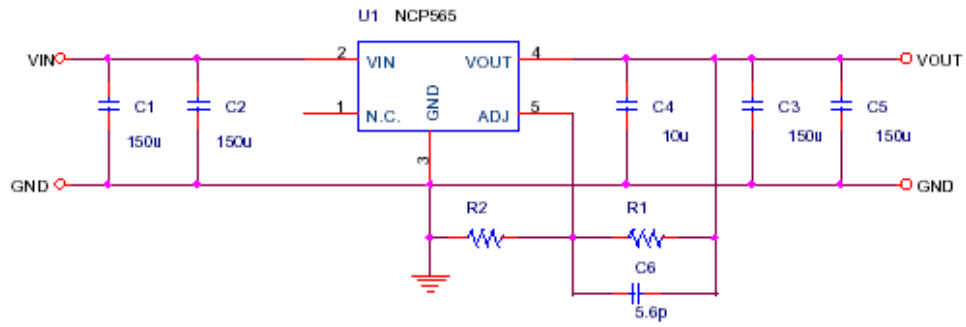 U1 NCP565
VIN 2 VIN VOUT 4 VOUT
C1 C2 1 N.C. GND ADJ 5 C4 C3 C5
150u 150u 10u 150u 150u
3
GND GND
R2 R1
C6
5.6p